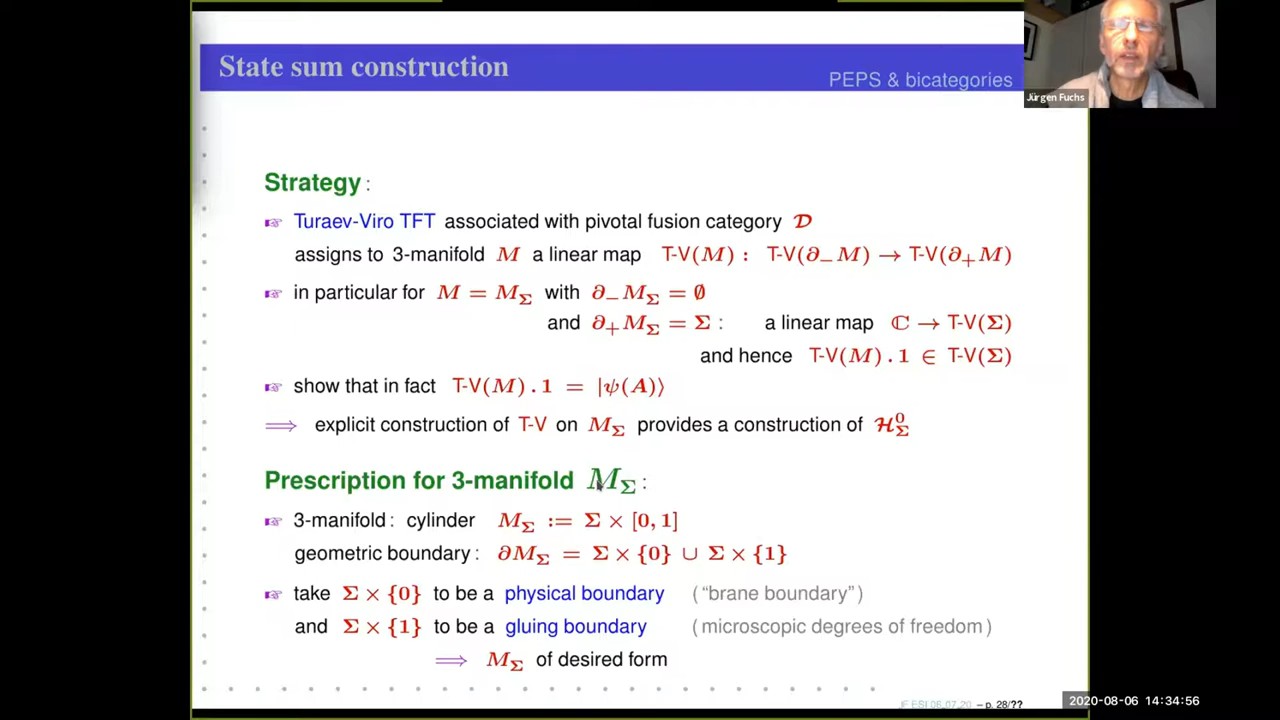 State sum construction
PEPS & bicategories
Jürgen Fuchs
Strategy :
☞ Turaev-Viro TFT associated with pivotal fusion category 𝒟
assigns to 3-manifold M a linear map T-V(M) : T-V(∂₋M) → T-V(∂₊M)
☞ in particular for M = M_Σ with ∂₋M_Σ = ∅
and ∂₊M_Σ = Σ : a linear map ℂ → T-V(Σ)
and hence T-V(M) . 1 ∈ T-V(Σ)
☞ show that in fact T-V(M) . 1 = |ψ(A)⟩
⟹ explicit construction of T-V on M_Σ provides a construction of ℋ⁰_Σ
Prescription for 3-manifold M_Σ :
☞ 3-manifold : cylinder M_Σ := Σ × [0, 1]
geometric boundary : ∂M_Σ = Σ × {0} ∪ Σ × {1}
☞ take Σ × {0} to be a physical boundary ( “brane boundary” )
and Σ × {1} to be a gluing boundary ( microscopic degrees of freedom )
⟹ M_Σ of desired form
JF ESI 06_07_20 – p. 28/??
2020-08-06 14:34:56